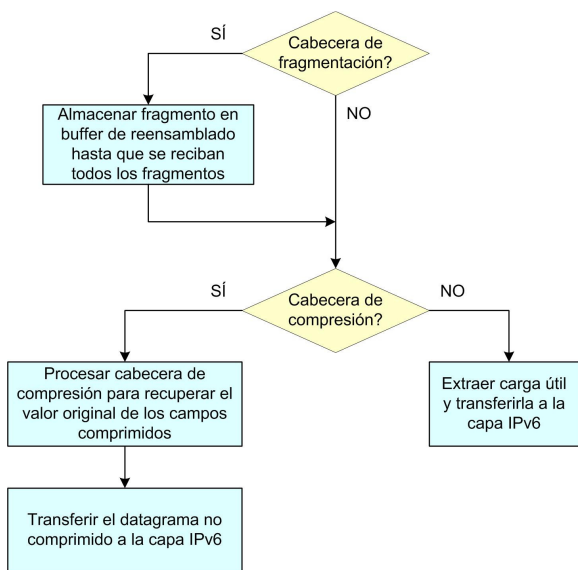 SÍ
Cabecera de
fragmentación?
NO
Almacenar fragmento en
buffer de reensamblado
hasta que se reciban
todos los fragmentos
SÍ
Cabecera de
compresión?
NO
Procesar cabecera de
compresión para recuperar el
valor original de los campos
comprimidos
Extraer carga útil
y transferirla a la
capa IPv6
Transferir el datagrama no
comprimido a la capa IPv6